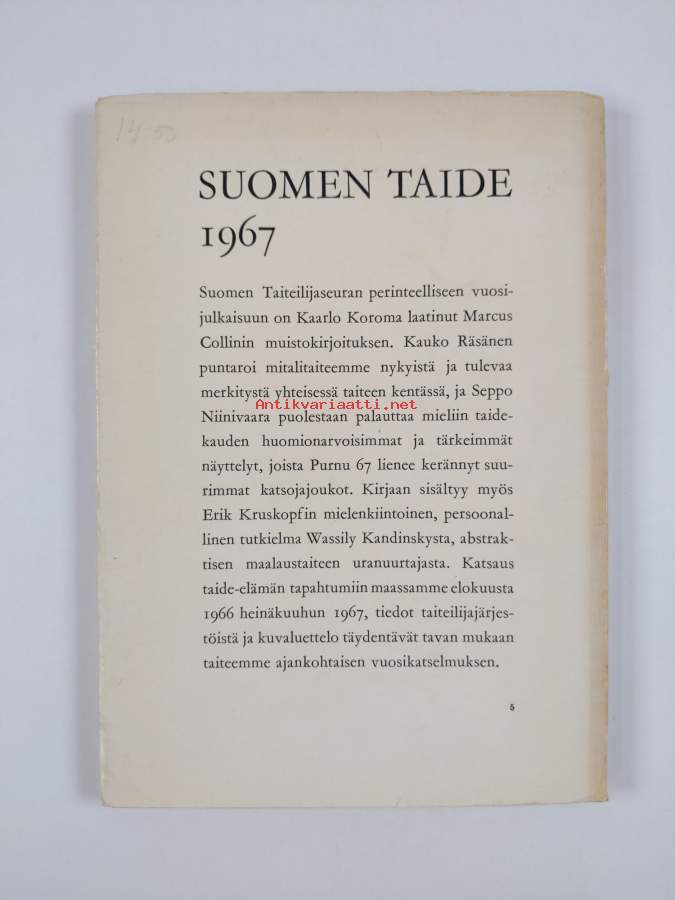 14 50
SUOMEN TAIDE
1967
Suomen Taiteilijaseuran perinteelliseen vuosi-
julkaisuun on Kaarlo Koroma laatinut Marcus
Collinin muistokirjoituksen. Kauko Räsänen
puntaroi mitalitaiteemme nykyistä ja tulevaa
merkitystä yhteisessä taiteen kentässä, ja Seppo
Antikvariaatti.net
Niinivaara puolestaan palauttaa mieliin taide-
kauden huomionarvoisimmat ja tärkeimmät
näyttelyt, joista Purnu 67 lienee kerännyt suu-
rimmat katsojajoukot. Kirjaan sisältyy myös
Erik Kruskopfin mielenkiintoinen, persoonal-
linen tutkielma Wassily Kandinskysta, abstrak-
tisen maalaustaiteen uranuurtajasta. Katsaus
taide-elämän tapahtumiin maassamme elokuusta
1966 heinäkuuhun 1967, tiedot taiteilijajärjes-
töistä ja kuvaluettelo täydentävät tavan mukaan
taiteemme ajankohtaisen vuosikatselmuksen.
5